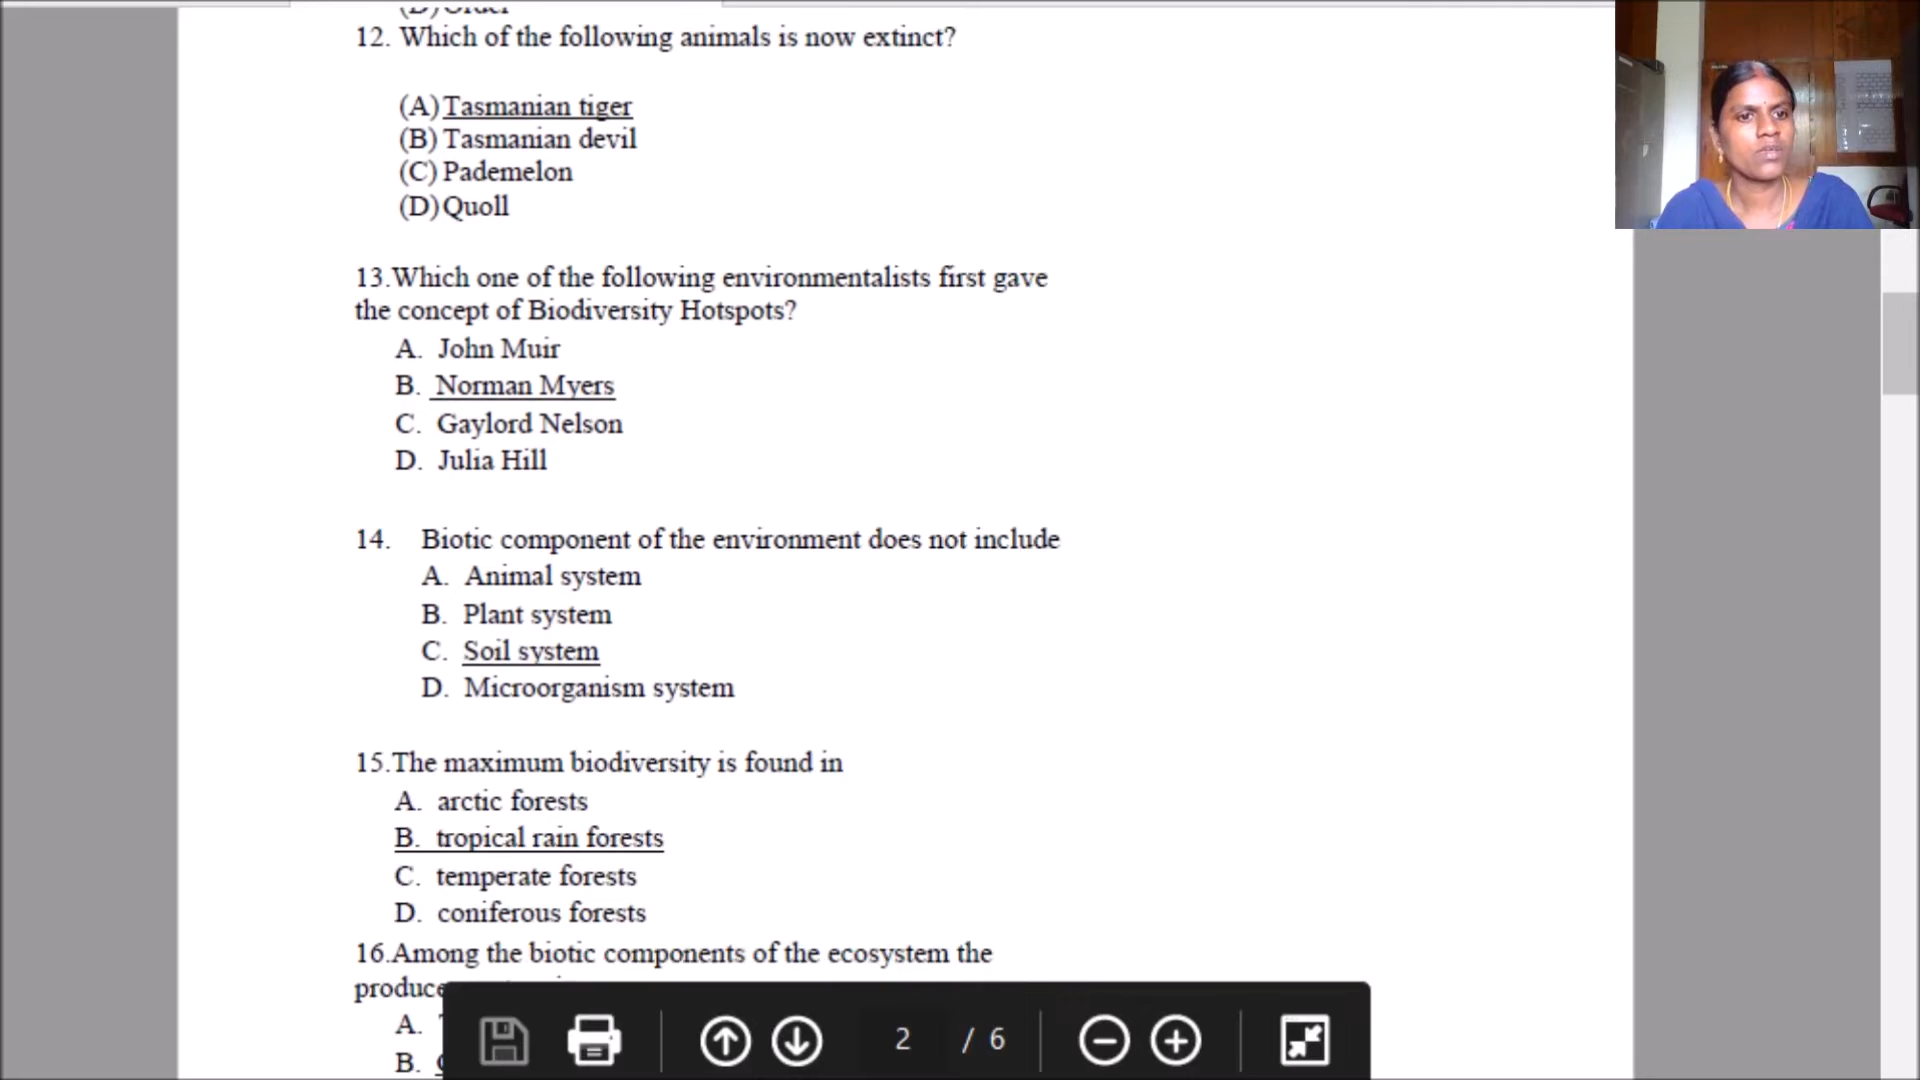 12. Which of the following animals is now extinct?
(A) Tasmanian tiger
(B) Tasmanian devil
(C) Pademelon
(D) Quoll
13.Which one of the following environmentalists first gave
the concept of Biodiversity Hotspots?
A. John Muir
B. Norman Myers
C. Gaylord Nelson
D. Julia Hill
14. Biotic component of the environment does not include
A. Animal system
B. Plant system
C. Soil system
D. Microorganism system
15.The maximum biodiversity is found in
A. arctic forests
B. tropical rain forests
C. temperate forests
D. coniferous forests
16.Among the biotic components of the ecosystem the
A.
B.
2 / 6